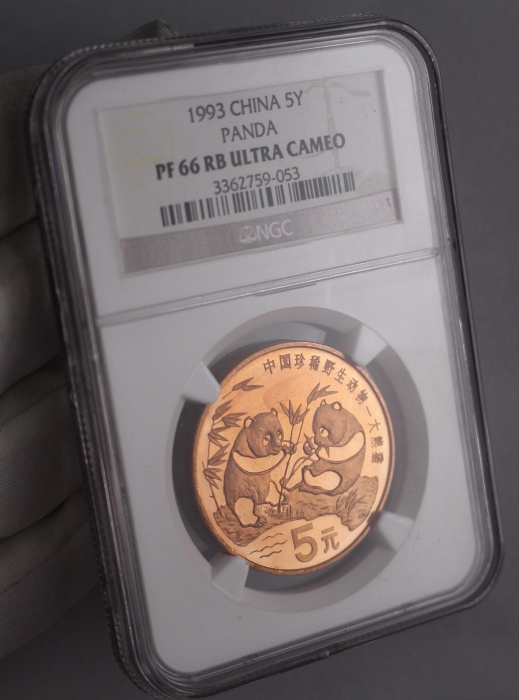 1993 CHINA 5Y
PANDA
PF 66 RB ULTRA CAMEO
3362759-053
NGC
中国珍稀野生动物—大熊猫
5元